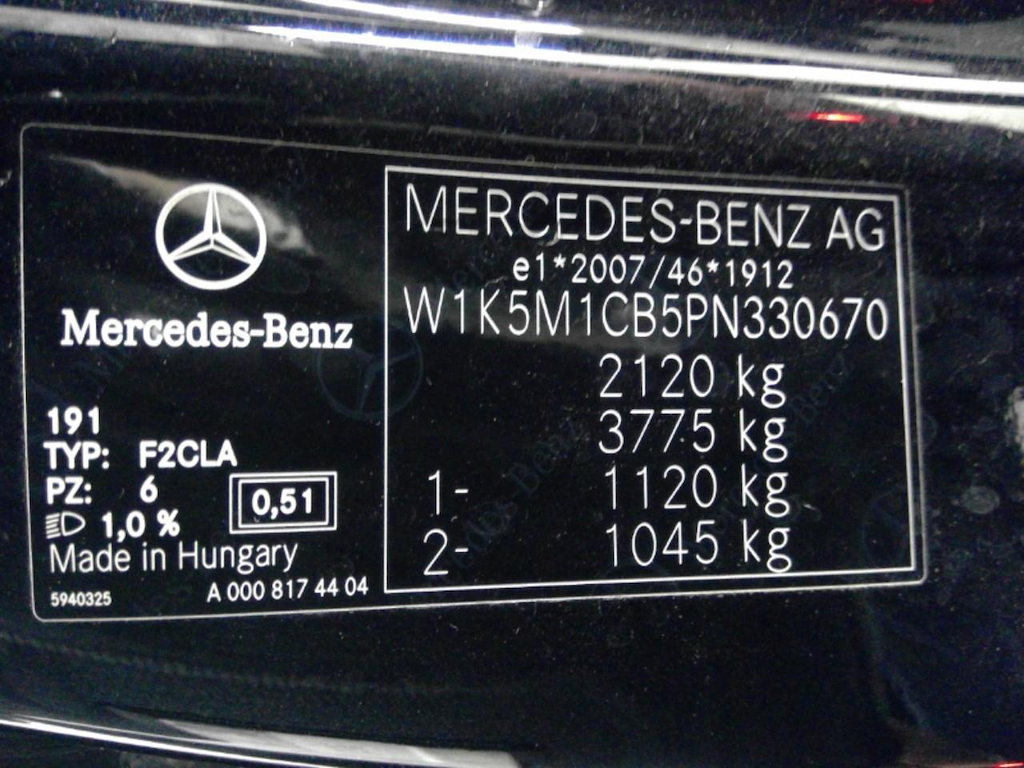 Mercedes-Benz
191
TYP: F2CLA
PZ: 6
1,0 %
0,51
Made in Hungary
5940325
A 000 817 44 04
MERCEDES-BENZ AG
e1*2007/46*1912
W1K5M1CB5PN330670
2120 kg
3775 kg
1- 1120 kg
2- 1045 kg